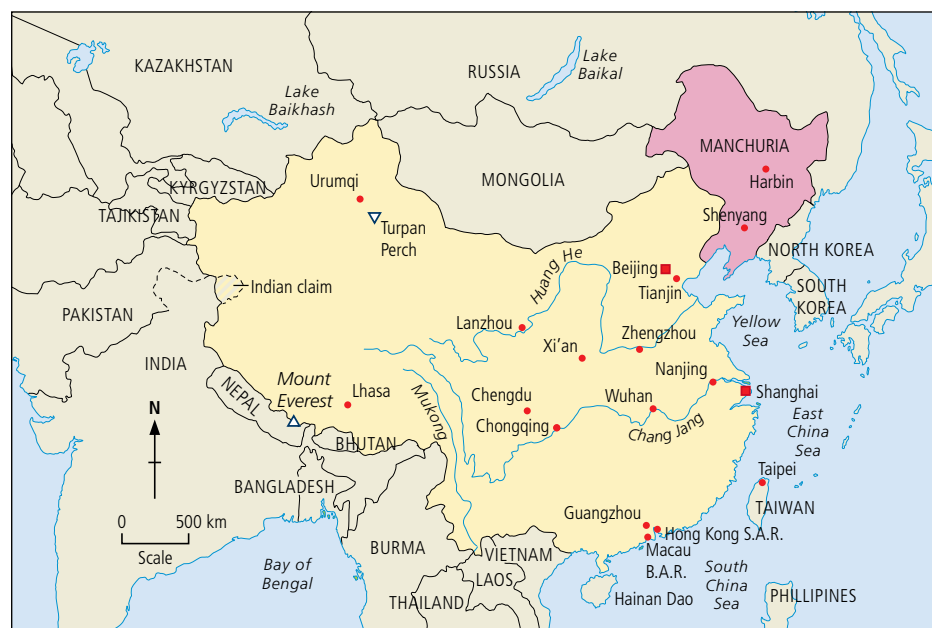 KAZAKHSTAN
RUSSIA
Lake
Baikal
Lake
Baikhash
MANCHURIA
Harbin
MONGOLIA
KYRGYZSTAN
Urumqi
TAJIKISTAN
Turpan
Perch
Shenyang
NORTH KOREA
Huang He
Beijing
Tianjin
SOUTH
KOREA
Indian claim
PAKISTAN
Lanzhou
Zhengzhou
Yellow
Sea
Xi'an
INDIA
Nanjing
NEPAL
Mount
Everest
Lhasa
Mukong
Chengdu
Wuhan
Shanghai
Chongqing
Chang Jang
East
China
Sea
N
BHUTAN
Taipei
BANGLADESH
TAIWAN
0 500 km
Scale
Guangzhou
Hong Kong S.A.R.
BURMA
VIETNAM
Macau
B.A.R.
Bay of
Bengal
LAOS
South
China
Sea
THAILAND
Hainan Dao
PHILLIPINES